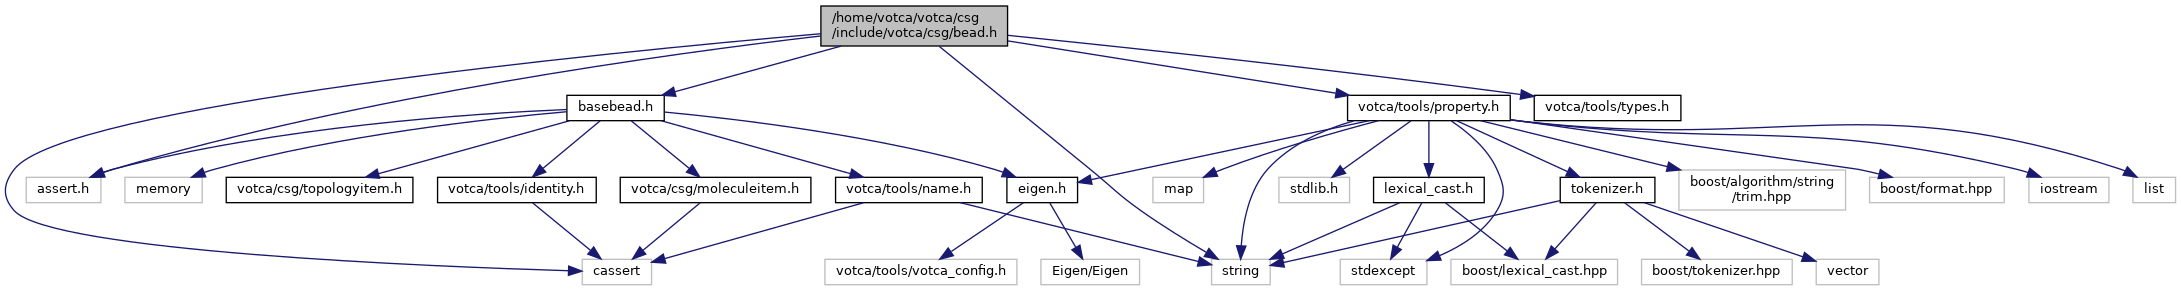 /home/votca/votca/csg
/include/votca/csg/bead.h
basebead.h
votca/tools/property.h
votca/tools/types.h
assert.h
memory
votca/csg/topologyitem.h
votca/tools/identity.h
votca/csg/moleculeitem.h
votca/tools/name.h
eigen.h
map
stdlib.h
lexical_cast.h
tokenizer.h
boost/algorithm/string
/trim.hpp
boost/format.hpp
iostream
list
cassert
votca/tools/votca_config.h
Eigen/Eigen
string
stdexcept
boost/lexical_cast.hpp
boost/tokenizer.hpp
vector